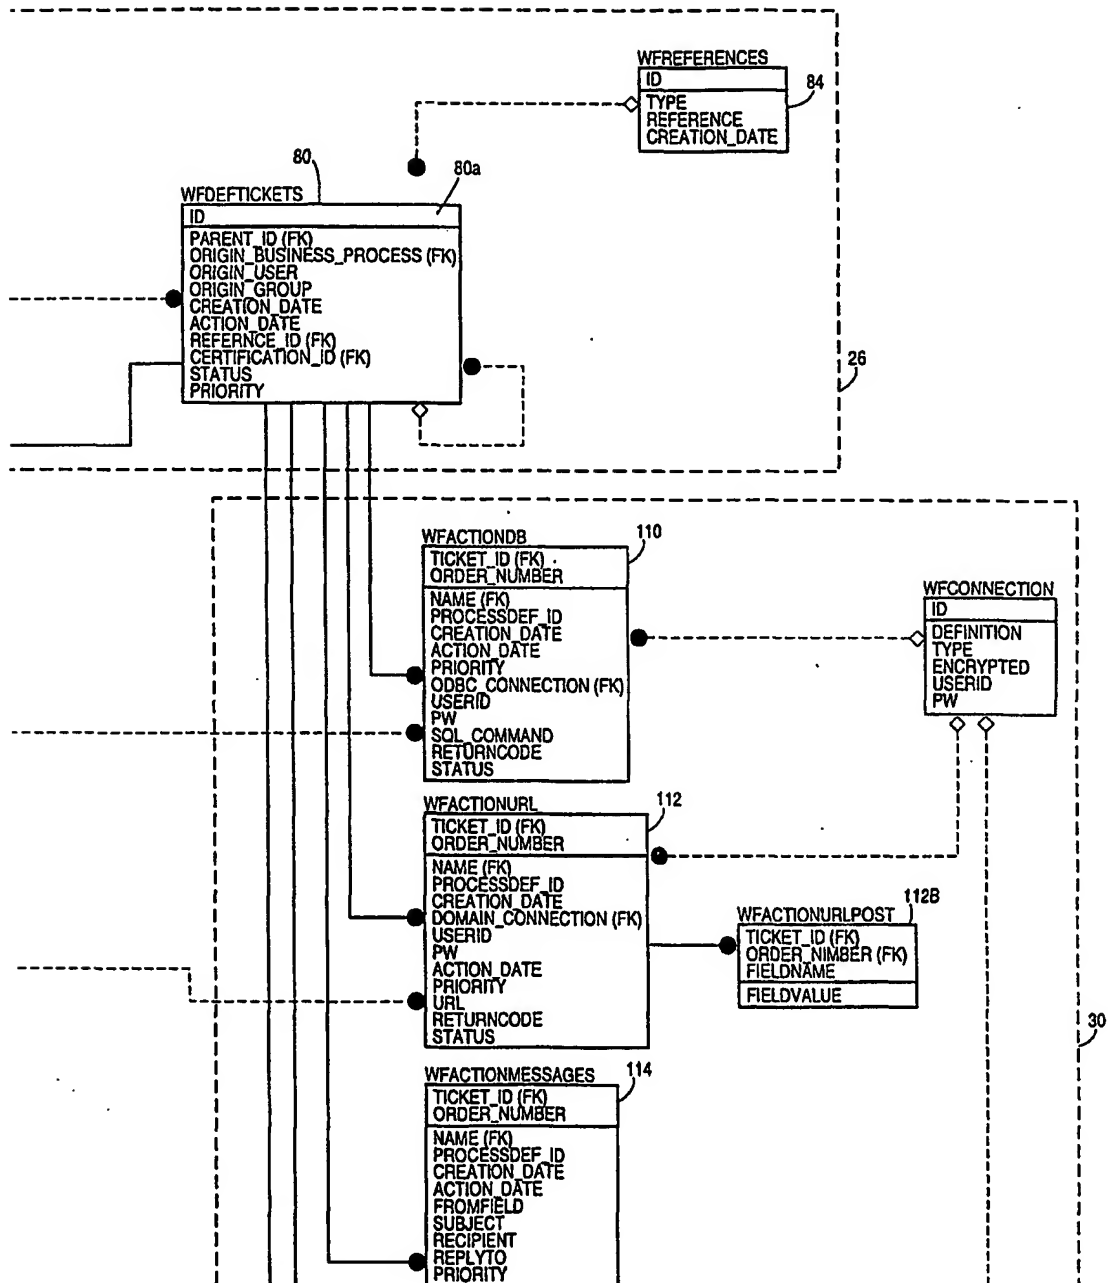 WFREFERENCES
ID
TYPE
REFERENCE
CREATION_DATE
84
80
80a
WFDEFTICKETS
ID
PARENT_ID (FK)
ORIGIN_BUSINESS_PROCESS (FK)
ORIGIN_USER
ORIGIN_GROUP
CREATION_DATE
ACTION_DATE
REFERNCE_ID (FK)
CERTIFICATION_ID (FK)
STATUS
PRIORITY
26
WFACTIONDB
110
TICKET_ID (FK)
ORDER_NUMBER
NAME (FK)
PROCESSDEF_ID
CREATION_DATE
ACTION_DATE
PRIORITY
ODBC_CONNECTION (FK)
USERID
PW
SQL_COMMAND
RETURNCODE
STATUS
WFCONNECTION
ID
DEFINITION
TYPE
ENCRYPTED
USERID
PW
WFACTIONURL
112
TICKET_ID (FK)
ORDER_NUMBER
NAME (FK)
PROCESSDEF_ID
CREATION_DATE
DOMAIN_CONNECTION (FK)
USERID
PW
ACTION_DATE
PRIORITY
URL
RETURNCODE
STATUS
WFACTIONURLPOST
112B
TICKET_ID (FK)
ORDER_NIMBER (FK)
FIELDNAME
FIELDVALUE
30
WFACTIONMESSAGES
114
TICKET_ID (FK)
ORDER_NUMBER
NAME (FK)
PROCESSDEF_ID
CREATION_DATE
ACTION_DATE
FROMFIELD
SUBJECT
RECIPIENT
REPLYTO
PRIORITY